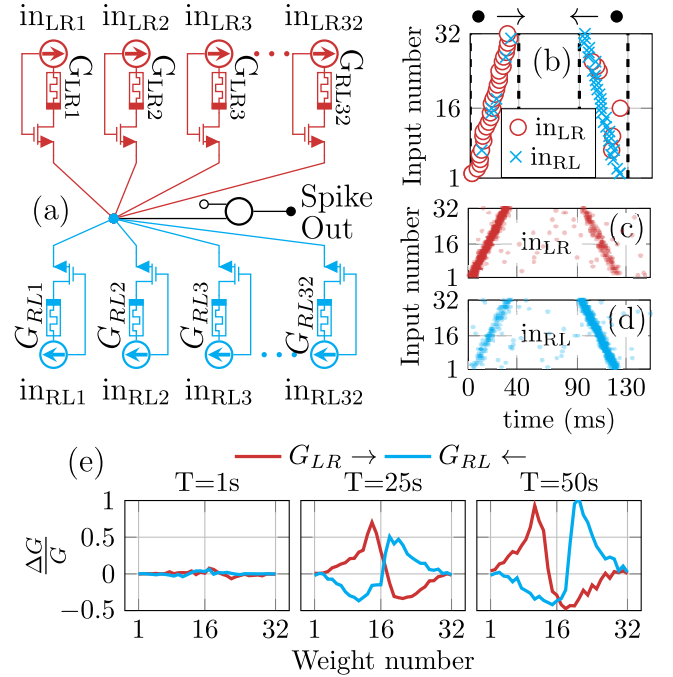 in_LR1 in_LR2 in_LR3 in_LR32
G_LR1 G_LR2 G_LR3 G_RL32
(a)
Spike
Out
G_RL1 G_RL2 G_RL3 G_RL32
in_RL1 in_RL2 in_RL3 in_RL32
● → ← ●
(b)
Input number
32
16
1
in_LR
in_RL
(c)
Input number
32
16
1
in_LR
(d)
32
16
1
in_RL
0 40 90 130
time (ms)
(e)
G_LR → G_RL ←
T=1s T=25s T=50s
ΔG/G
1
0.5
0
−0.5
1 16 32 1 16 32 1 16 32
Weight number